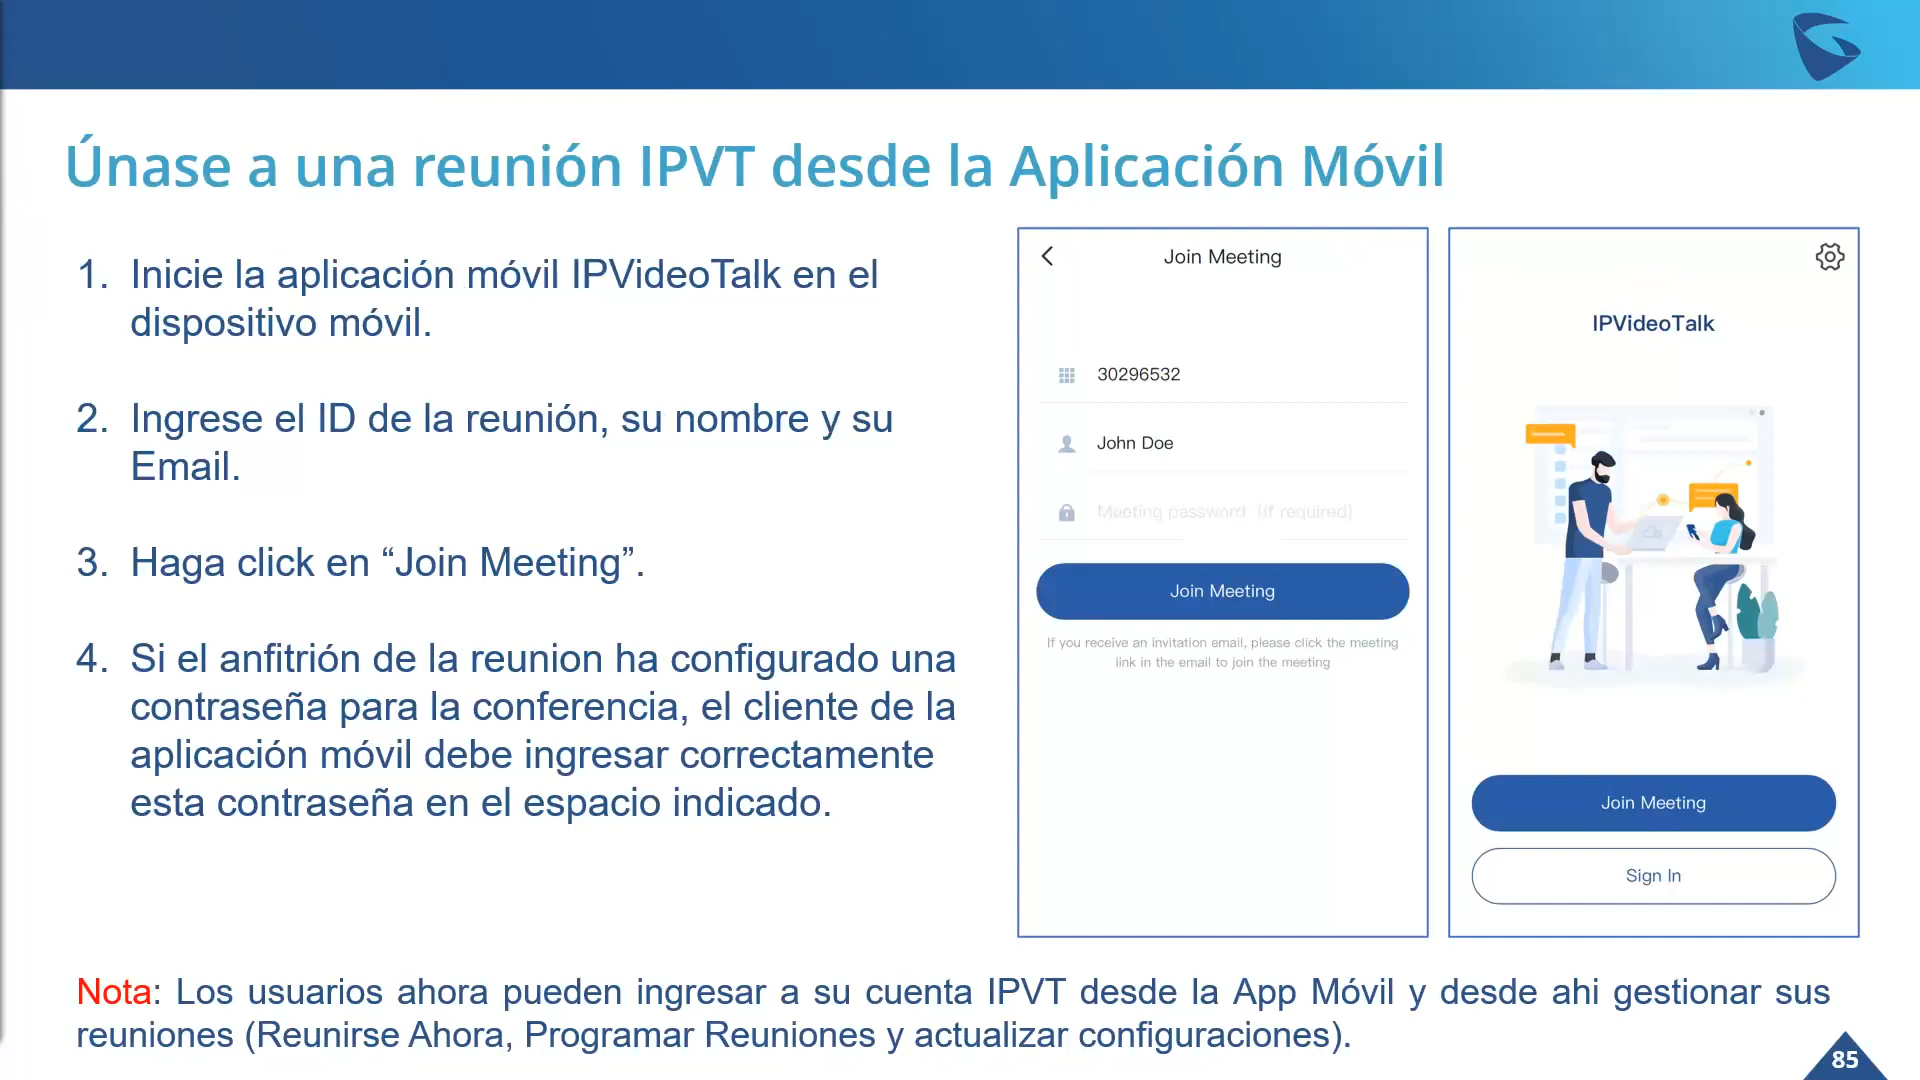 Únase a una reunión IPVT desde la Aplicación Móvil
1. Inicie la aplicación móvil IPVideoTalk en el
dispositivo móvil.
2. Ingrese el ID de la reunión, su nombre y su
Email.
3. Haga click en “Join Meeting”.
4. Si el anfitrión de la reunion ha configurado una
contraseña para la conferencia, el cliente de la
aplicación móvil debe ingresar correctamente
esta contraseña en el espacio indicado.
Join Meeting
30296532
John Doe
Meeting password (if required)
Join Meeting
If you receive an invitation email, please click the meeting
link in the email to join the meeting
IPVideoTalk
Join Meeting
Sign In
Nota: Los usuarios ahora pueden ingresar a su cuenta IPVT desde la App Móvil y desde ahi gestionar sus
reuniones (Reunirse Ahora, Programar Reuniones y actualizar configuraciones).
85